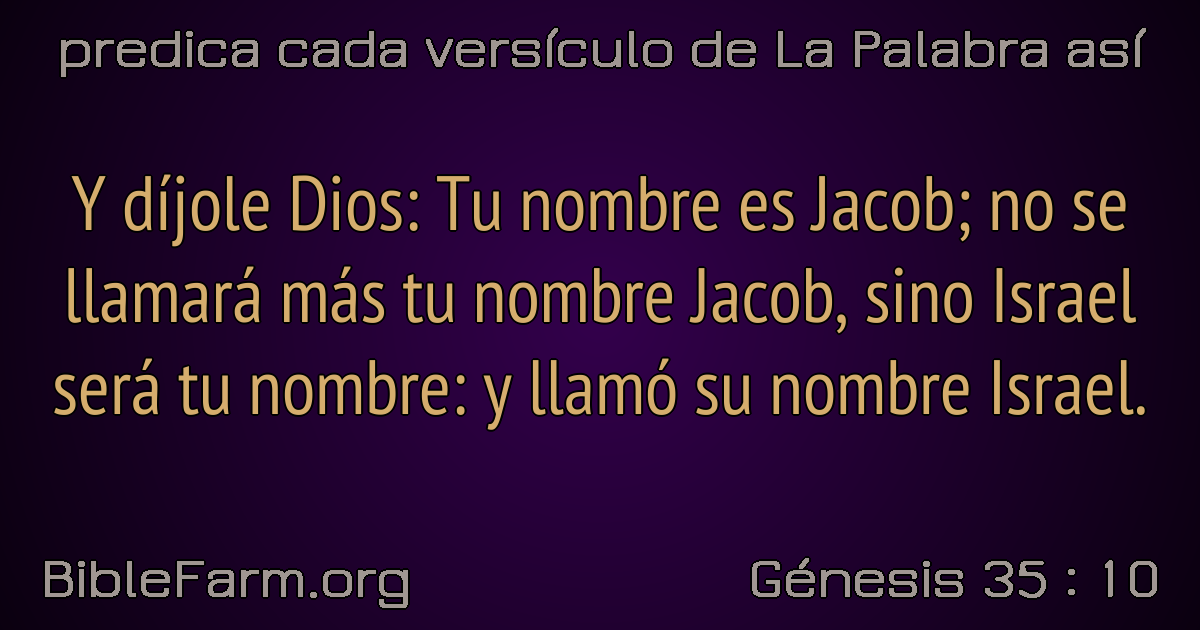 predica cada versículo de La Palabra así
Y díjole Dios: Tu nombre es Jacob; no se
llamará más tu nombre Jacob, sino Israel
será tu nombre: y llamó su nombre Israel.
BibleFarm.org
Génesis 35 : 10